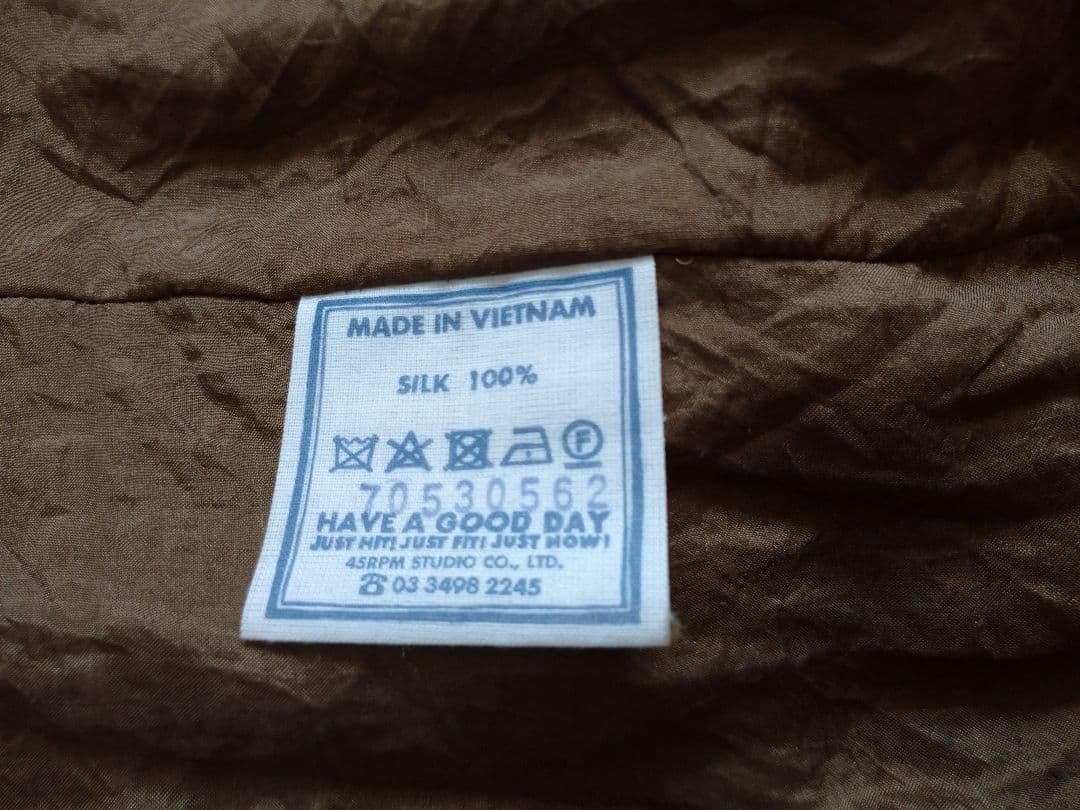 MADE IN VIETNAM
SILK 100%
F
70530562
HAVE A GOOD DAY
JUST HIT! JUST FIT! JUST NOW!
45RPM STUDIO CO., LTD.
☎ 03 3498 2245